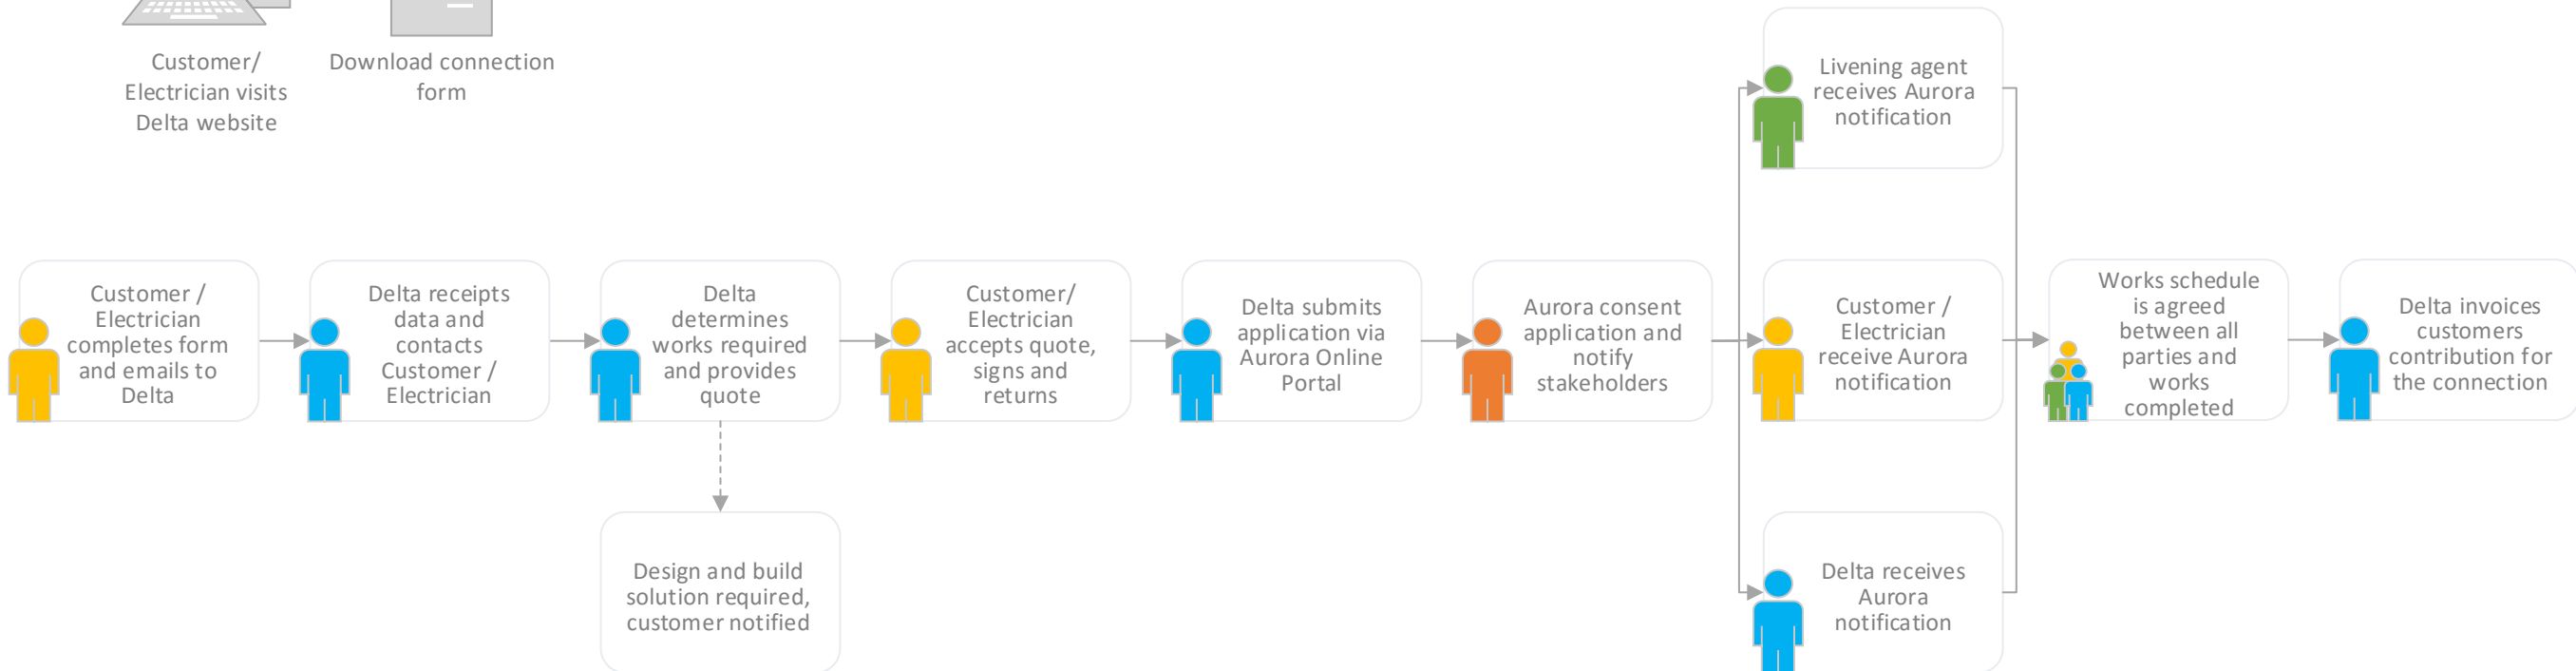 Customer/
Electrician visits
Delta website
Download connection
form
Livening agent
receives Aurora
notification
Customer /
Electrician
completes form
and emails to
Delta
Delta receipts
data and
contacts
Customer /
Electrician
Delta
determines
works required
and provides
quote
Customer/
Electrician
accepts quote,
signs and
returns
Delta submits
application via
Aurora Online
Portal
Aurora consent
application and
notify
stakeholders
Customer /
Electrician
receive Aurora
notification
Works schedule
is agreed
between all
parties and
works
completed
Delta invoices
customers
contribution for
the connection
Design and build
solution required,
customer notified
Delta receives
Aurora
notification